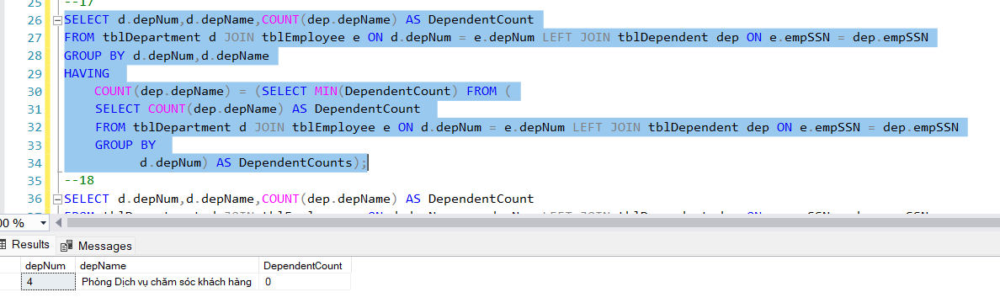 25 --17
26 SELECT d.depNum,d.depName,COUNT(dep.depName) AS DependentCount
27 FROM tblDepartment d JOIN tblEmployee e ON d.depNum = e.depNum LEFT JOIN tblDependent dep ON e.empSSN = dep.empSSN
28 GROUP BY d.depNum,d.depName
29 HAVING
30 COUNT(dep.depName) = (SELECT MIN(DependentCount) FROM (
31 SELECT COUNT(dep.depName) AS DependentCount
32 FROM tblDepartment d JOIN tblEmployee e ON d.depNum = e.depNum LEFT JOIN tblDependent dep ON e.empSSN = dep.empSSN
33 GROUP BY
34 d.depNum) AS DependentCounts);
35 --18
36 SELECT d.depNum,d.depName,COUNT(dep.depName) AS DependentCount
00 %
Results Messages
depNum depName DependentCount
4 Phòng Dịch vụ chăm sóc khách hàng 0